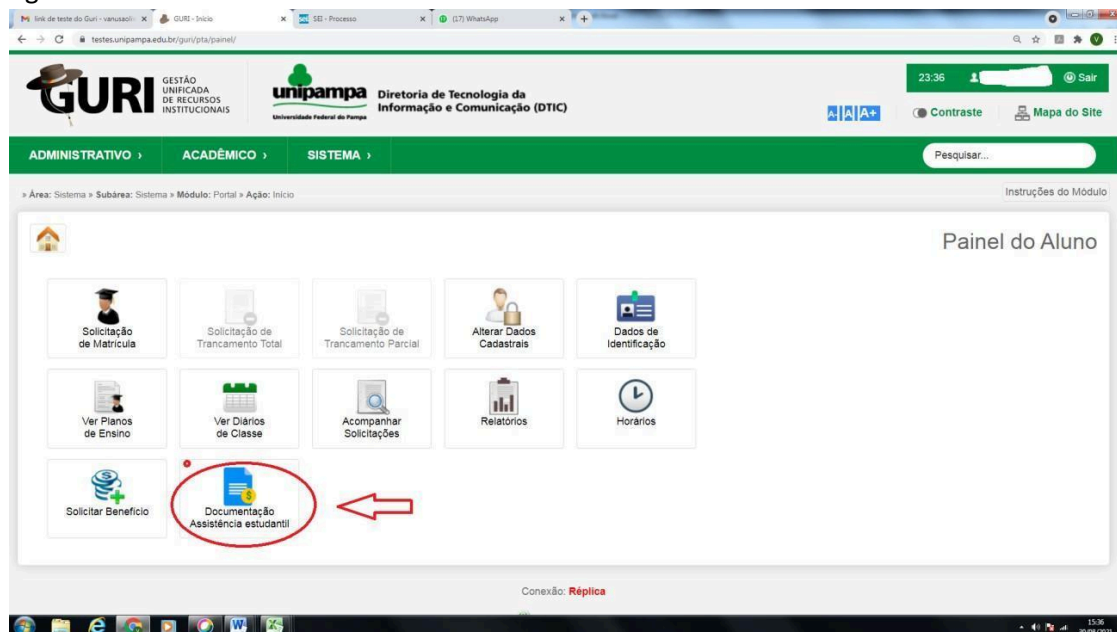 link de teste do Guri - vanusaoli
GURI - Início
SEI - Processo
(17) WhatsApp
testes.unipampa.edu.br/guri/pta/painel/
GURI
GESTÃO
UNIFICADA
DE RECURSOS
INSTITUCIONAIS
unipampa
Universidade Federal do Pampa
Diretoria de Tecnologia da
Informação e Comunicação (DTIC)
23:36
Sair
A- A A+
Contraste
Mapa do Site
ADMINISTRATIVO ›
ACADÊMICO ›
SISTEMA ›
Pesquisar...
» Área: Sistema » Subárea: Sistema » Módulo: Portal » Ação: Início
Instruções do Módulo
Painel do Aluno
Solicitação
de Matrícula
Solicitação de
Trancamento Total
Solicitação de
Trancamento Parcial
Alterar Dados
Cadastrais
Dados de
Identificação
Ver Planos
de Ensino
Ver Diários
de Classe
Acompanhar
Solicitações
Relatórios
Horários
Solicitar Benefício
Documentação
Assistência estudantil
Conexão: Réplica
15:36